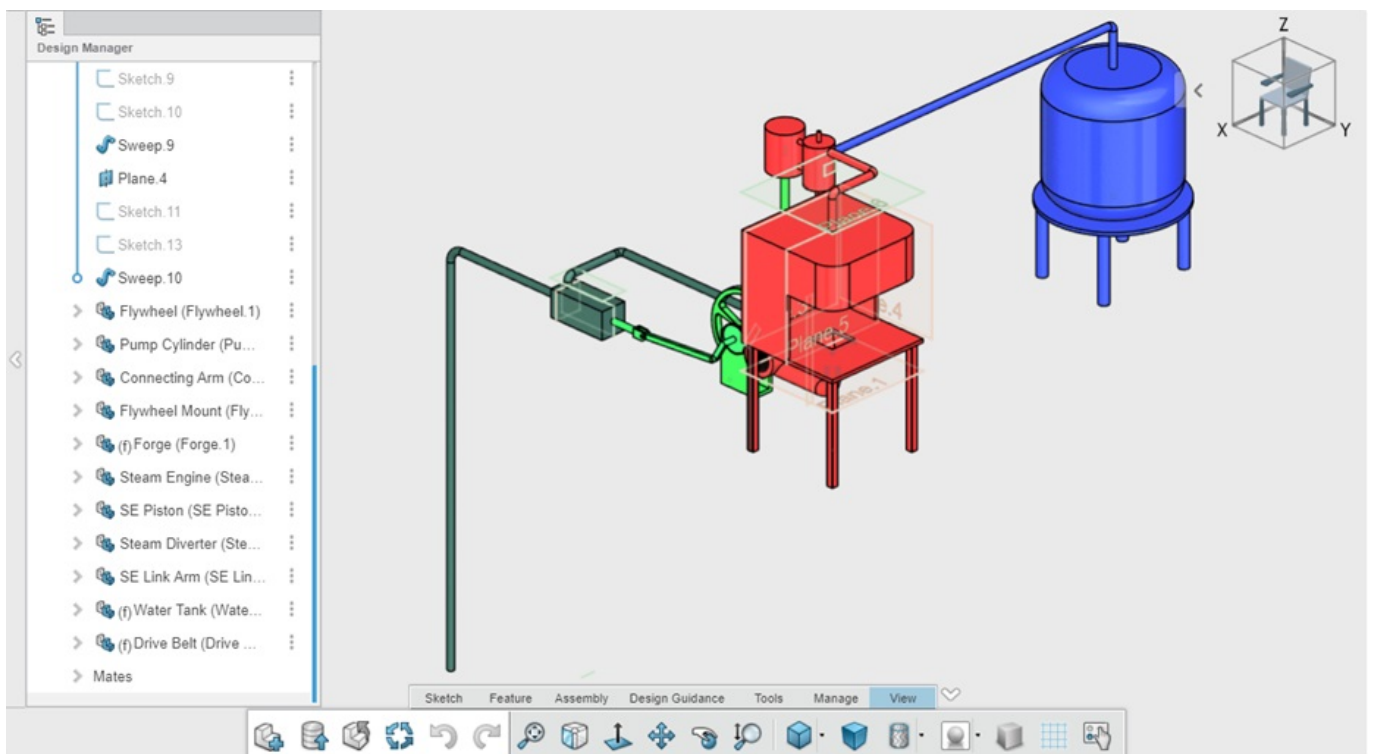 Design Manager
Sketch.9
Sketch.10
Sweep.9
Plane.4
Sketch.11
Sketch.13
Sweep.10
Flywheel (Flywheel.1)
Pump Cylinder (Pu...
Connecting Arm (Co...
Flywheel Mount (Fly...
(f) Forge (Forge.1)
Steam Engine (Stea...
SE Piston (SE Pisto...
Steam Diverter (Ste...
SE Link Arm (SE Lin...
(f) Water Tank (Wate...
(f) Drive Belt (Drive ...
Mates
Z
X
Y
e.4
Plane.5
Plane.1
Sketch Feature Assembly Design Guidance Tools Manage View